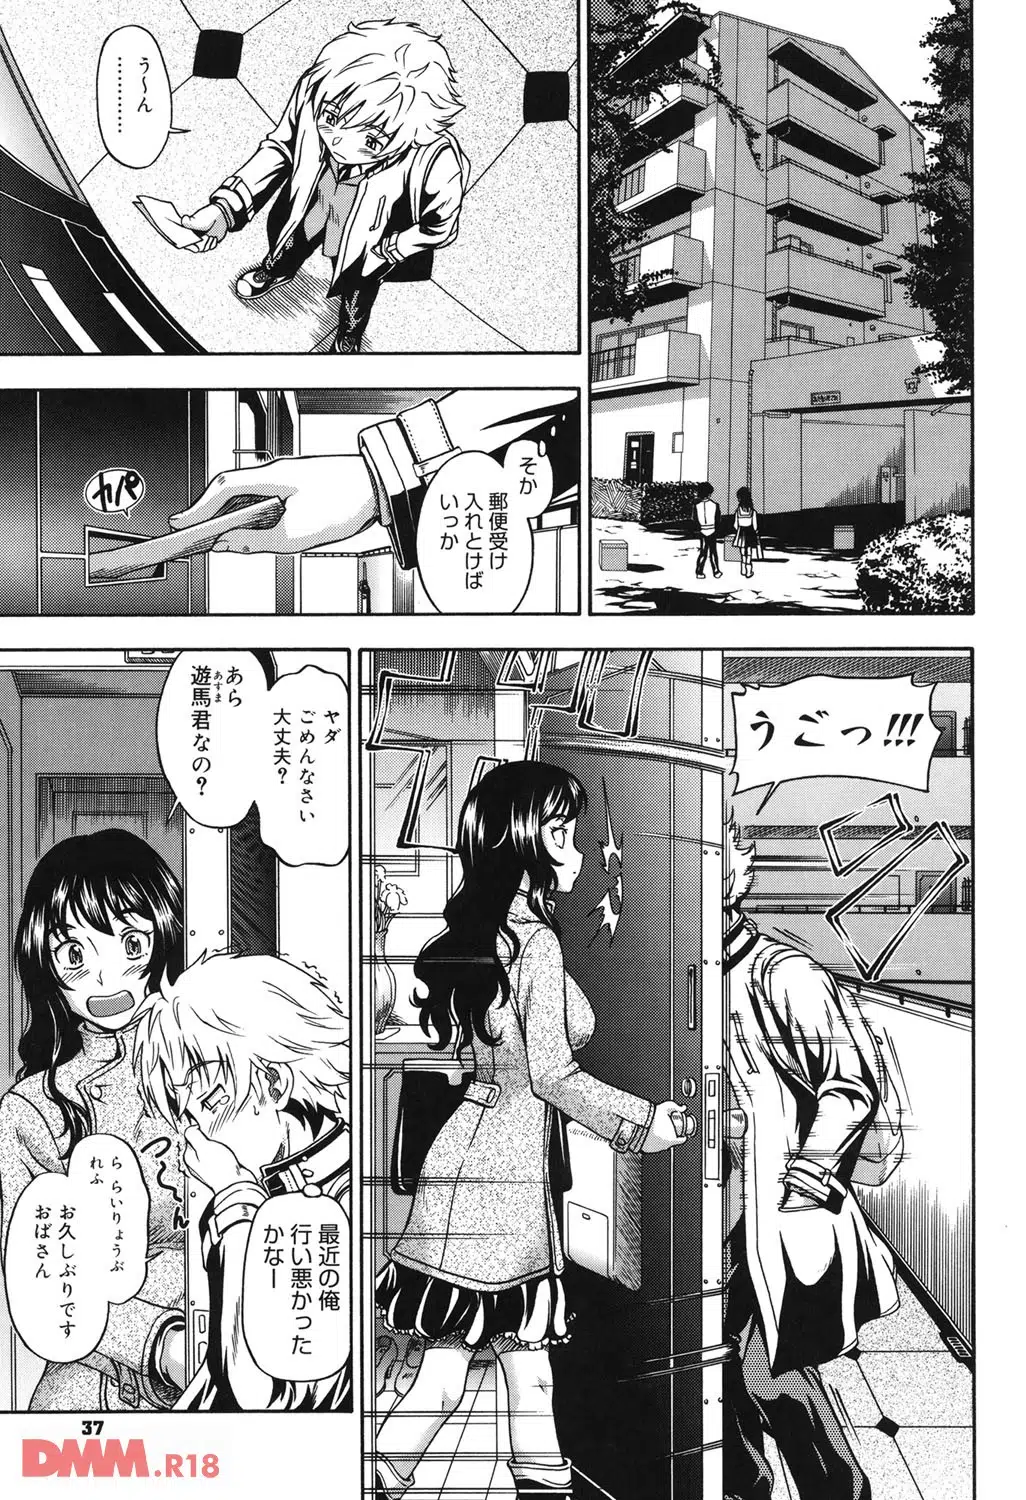 う～ん
…………
そか
郵便受け
入れとけば
いっか
カパ
うごっ!!!
ヤダ
ごめんなさい
大丈夫？
あら
遊馬君なの？
あすま
つ～～ん
ら らいりょうぶ
れふ
お久しぶりです
おばさん
最近の俺
行い悪かった
かなー
37
DMM.R18